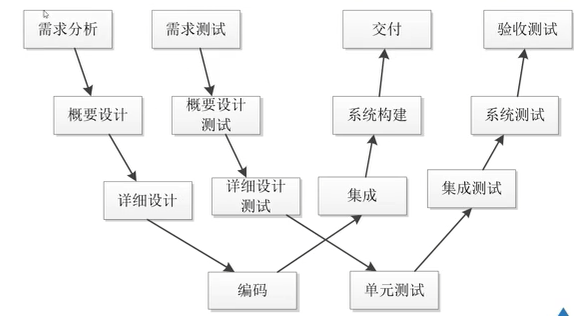 需求分析
需求测试
交付
验收测试
概要设计
概要设计
测试
系统构建
系统测试
详细设计
详细设计
测试
集成
集成测试
编码
单元测试